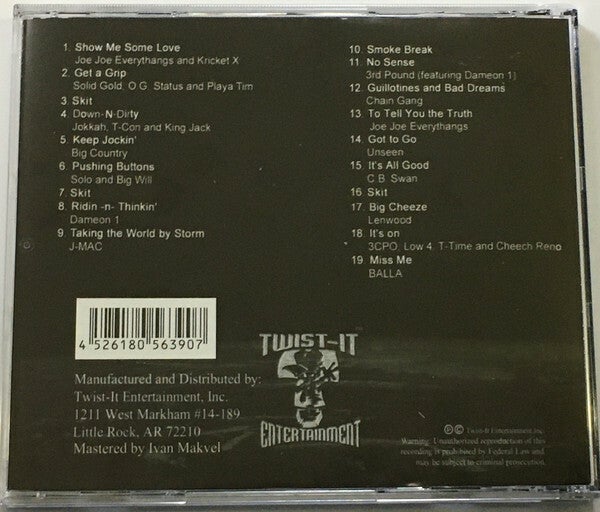 1. Show Me Some Love
Joe Joe Everythangs and Kricket X
2. Get a Grip
Solid Gold, O.G. Status and Playa Tim
3. Skit
4. Down-N-Dirty
Jokkah, T-Con and King Jack
5. Keep Jockin'
Big Country
6. Pushing Buttons
Solo and Big Will
7. Skit
8. Ridin -n- Thinkin'
Dameon 1
9. Taking the World by Storm
J-MAC
10. Smoke Break
11. No Sense
3rd Pound (featuring Dameon 1)
12. Guillotines and Bad Dreams
Chain Gang
13. To Tell You the Truth
Joe Joe Everythangs
14. Got to Go
Unseen
15. It's All Good
C.B. Swan
16. Skit
17. Big Cheeze
Lenwood
18. It's on
3CPO, Low 4, T-Time and Cheech Reno
19. Miss Me
BALLA
4 526180 563907
TWIST-IT
ENTERTAINMENT
Manufactured and Distributed by:
Twist-It Entertainment, Inc.
1211 West Markham #14-189
Little Rock, AR 72210
Mastered by Ivan Makvel
℗© Twist-It Entertainment, Inc.
Warning. Unauthorized reproduction of this
recording is prohibited by Federal Law and
may be subject to criminal prosecution.